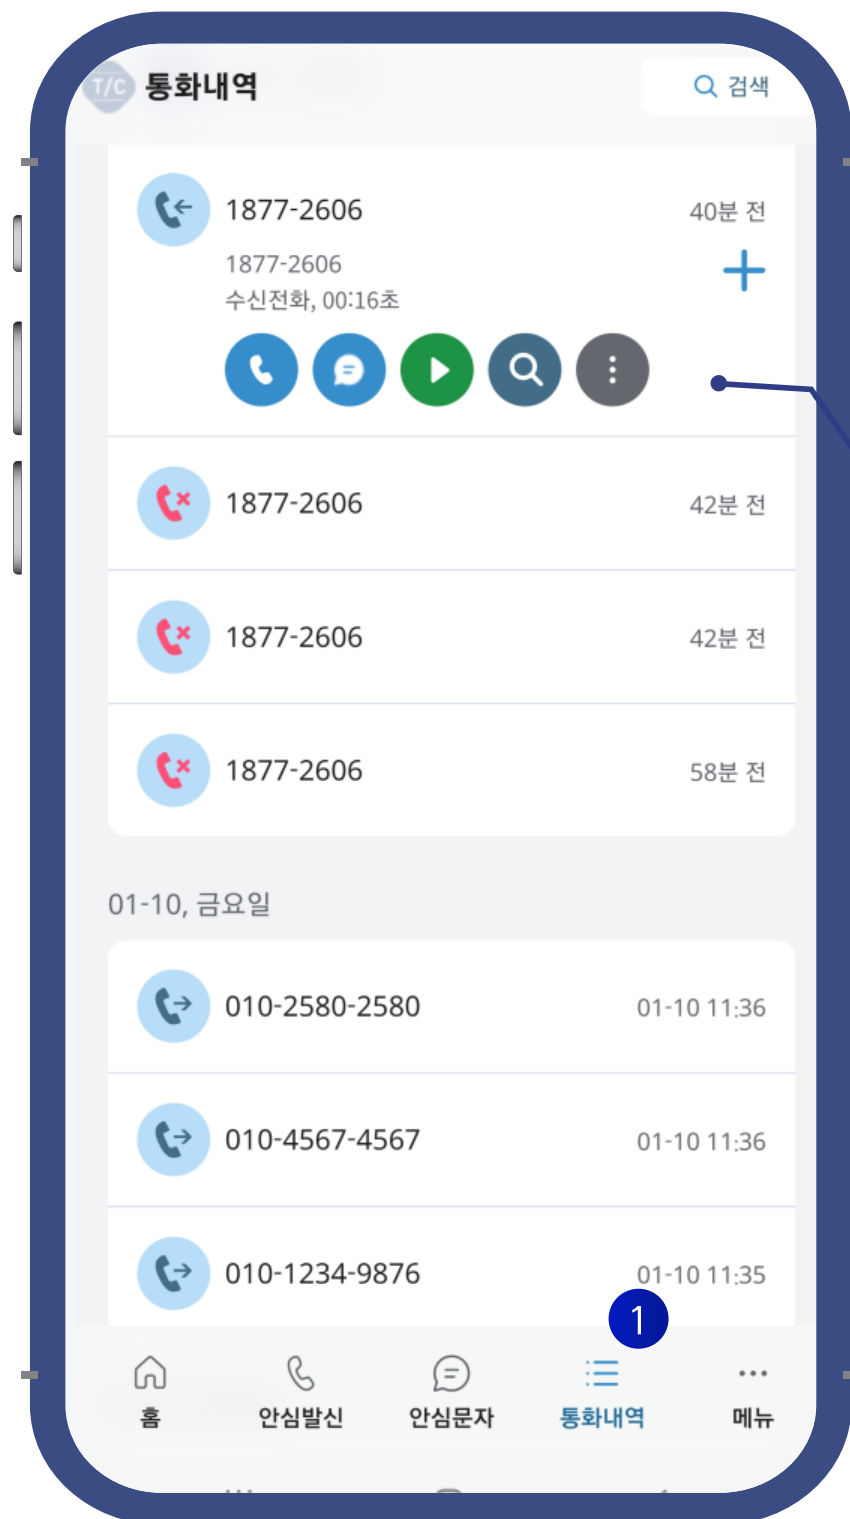 T/C 통화내역 검색
1877-2606 40분 전
1877-2606
수신전화, 00:16초
1877-2606 42분 전
1877-2606 42분 전
1877-2606 58분 전
01-10, 금요일
010-2580-2580 01-10 11:36
010-4567-4567 01-10 11:36
010-1234-9876 01-10 11:35
1
홈 안심발신 안심문자 통화내역 메뉴